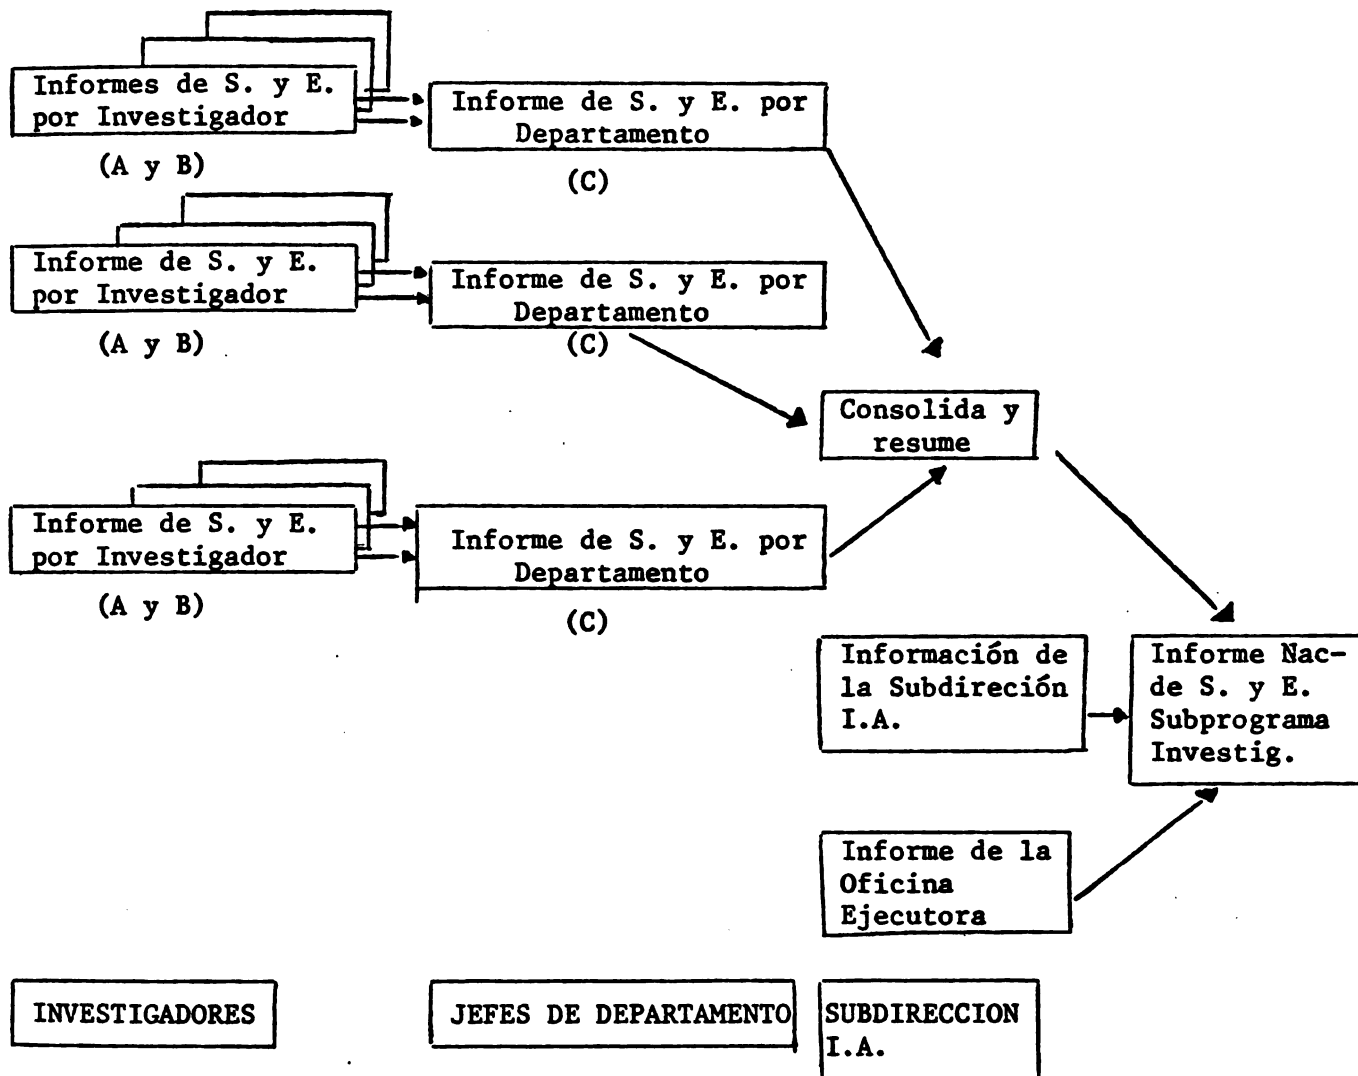 Informes de S. y E.
por Investigador
(A y B)
Informe de S. y E. por
Departamento
(C)
Informe de S. y E.
por Investigador
(A y B)
Informe de S. y E. por
Departamento
(C)
Consolida y
resume
Informe de S. y E.
por Investigador
(A y B)
Informe de S. y E. por
Departamento
(C)
Información de
la Subdireción
I.A.
Informe Nac-
de S. y E.
Subprograma
Investig.
Informe de la
Oficina
Ejecutora
INVESTIGADORES
JEFES DE DEPARTAMENTO
SUBDIRECCION
I.A.